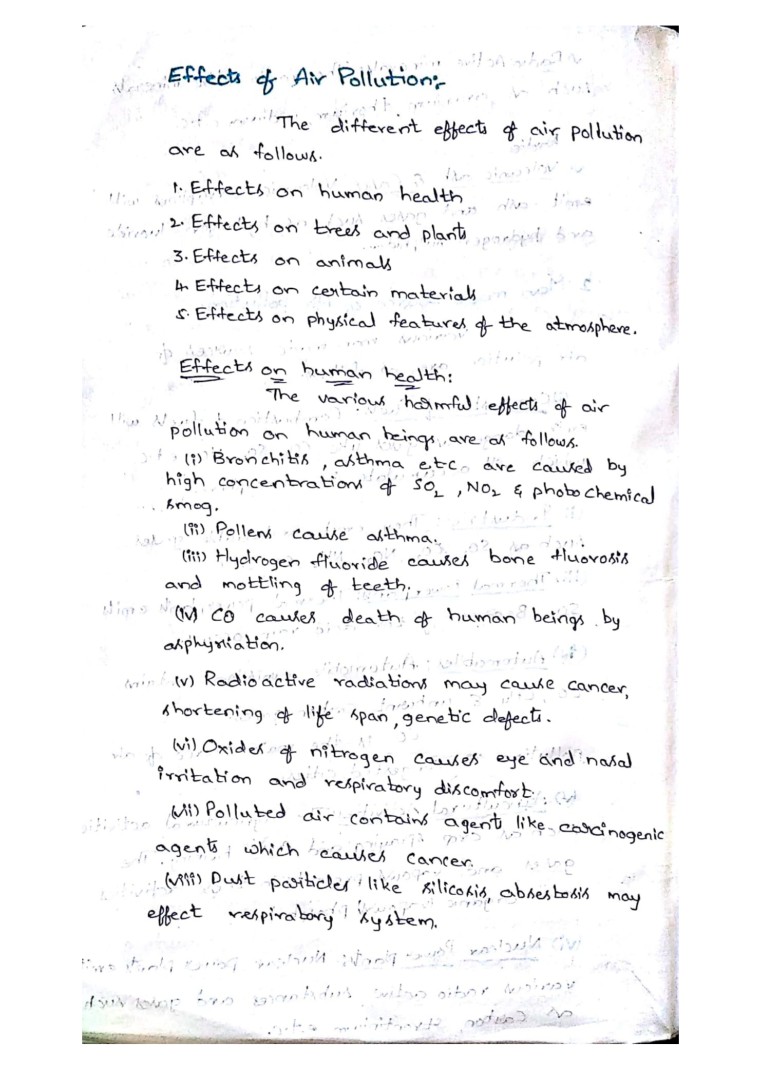 Effects of Air Pollution:-
The different effects of air pollution
are as follows.
1. Effects on human health
2. Effects on trees and plants
3. Effects on animals
4. Effects on certain materials
5. Effects on physical features of the atmosphere.
Effects on human health:
The various harmful effects of air
pollution on human beings are as follows.
(i) Bronchitis, asthma etc are caused by
high concentrations of SO2, NO2 & photochemical
smog.
(ii) Pollens cause asthma.
(iii) Hydrogen fluoride causes bone fluorosis
and mottling of teeth.
(iv) CO causes death of human beings by
asphyxiation.
(v) Radioactive radiations may cause cancer,
shortening of life span, genetic defects.
(vi) Oxides of nitrogen causes eye and nasal
irritation and respiratory discomfort.
(vii) Polluted air contains agent like carcinogenic
agents which causes cancer.
(viii) Dust particles like silicosis, absestosis may
effect respiratory system.